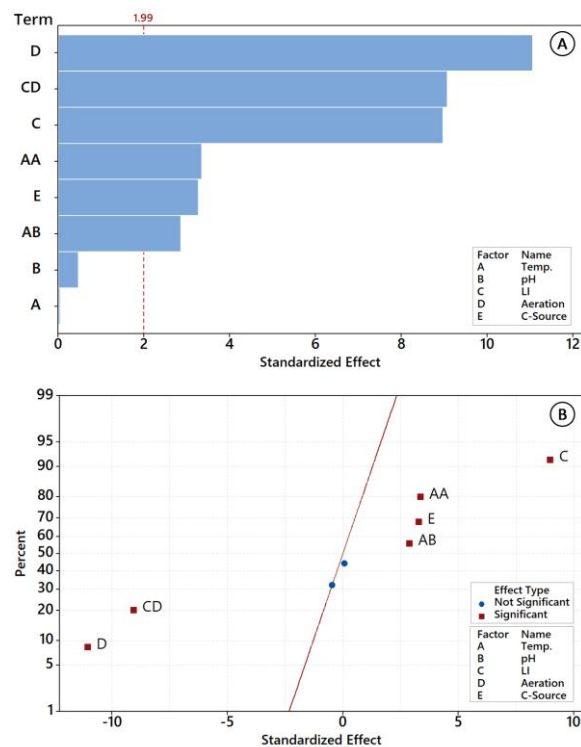 Term
1.99
A
D
CD
C
AA
E
AB
B
A
Factor Name
A Temp.
B pH
C LI
D Aeration
E C-Source
0 2 4 6 8 10 12
Standardized Effect
B
99
95
90
80
70
60
50
40
30
20
10
5
1
Percent
C
AA
E
AB
CD
D
Effect Type
Not Significant
Significant
Factor Name
A Temp.
B pH
C LI
D Aeration
E C-Source
-10 -5 0 5 10
Standardized Effect